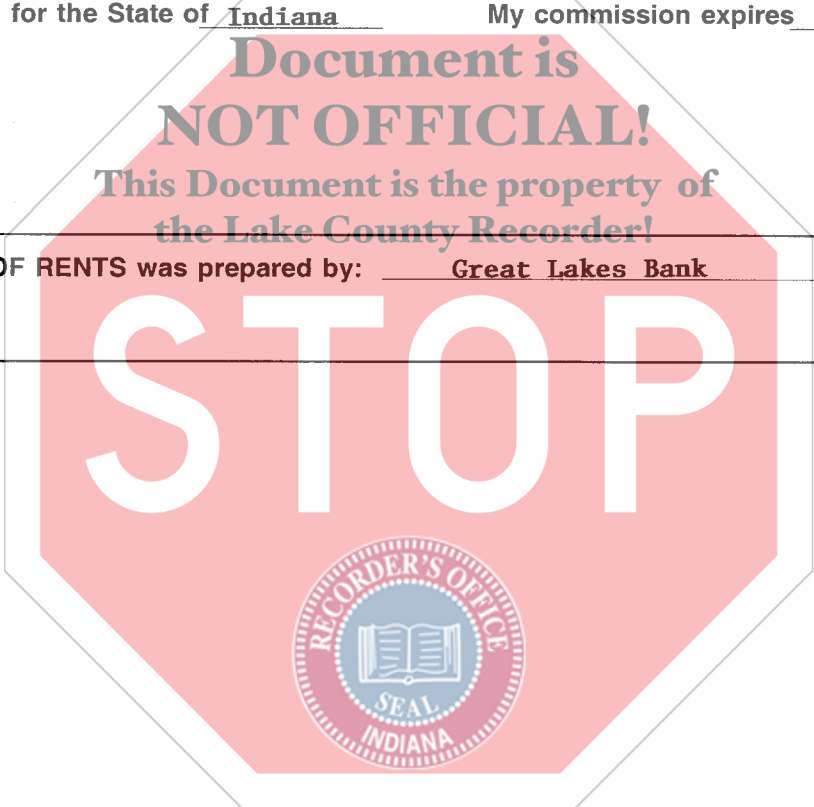 for the State of Indiana My commission expires
Document is
NOT OFFICIAL!
This Document is the property of
the Lake County Recorder!
OF RENTS was prepared by: Great Lakes Bank
STOP
RECORDER'S OFFICE
SEAL
INDIANA